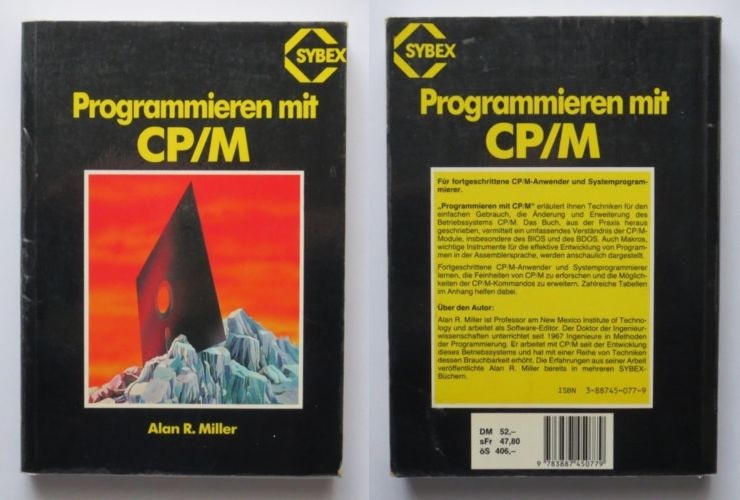 SYBEX
Programmieren mit
CP/M
Alan R. Miller
SYBEX
Programmieren mit
CP/M
Für fortgeschrittene CP/M-Anwender und Systemprogram-
mierer.
„Programmieren mit CP/M“ erläutert Ihnen Techniken für den
einfachen Gebrauch, die Änderung und Erweiterung des
Betriebssystems CP/M. Das Buch, aus der Praxis heraus
geschrieben, vermittelt ein umfassendes Verständnis der CP/M-
Module, insbesondere des BIOS und des BDOS. Auch Makros,
wichtige Instrumente für die effektive Entwicklung von Program-
men in der Assemblersprache, werden anschaulich dargestellt.
Fortgeschrittene CP/M-Anwender und Systemprogrammierer
lernen, die Feinheiten von CP/M zu erforschen und die Möglich-
keiten der CP/M-Kommandos zu erweitern. Zahlreiche Tabellen
im Anhang helfen dabei.
Über den Autor:
Alan R. Miller ist Professor am New Mexico Institute of Techno-
logy und arbeitet als Software-Editor. Der Doktor der Ingenieur-
wissenschaften unterrichtet seit 1967 Ingenieure in Methoden
der Programmierung. Er arbeitet mit CP/M seit der Entwicklung
dieses Betriebssystems und hat mit einer Reihe von Techniken
dessen Brauchbarkeit erhöht. Die Erfahrungen aus seiner Arbeit
veröffentlichte Alan R. Miller bereits in mehreren SYBEX-
Büchern.
ISBN 3-88745-077-9
DM 52,–
sFr 47,80
öS 406,–
9 783887 450779